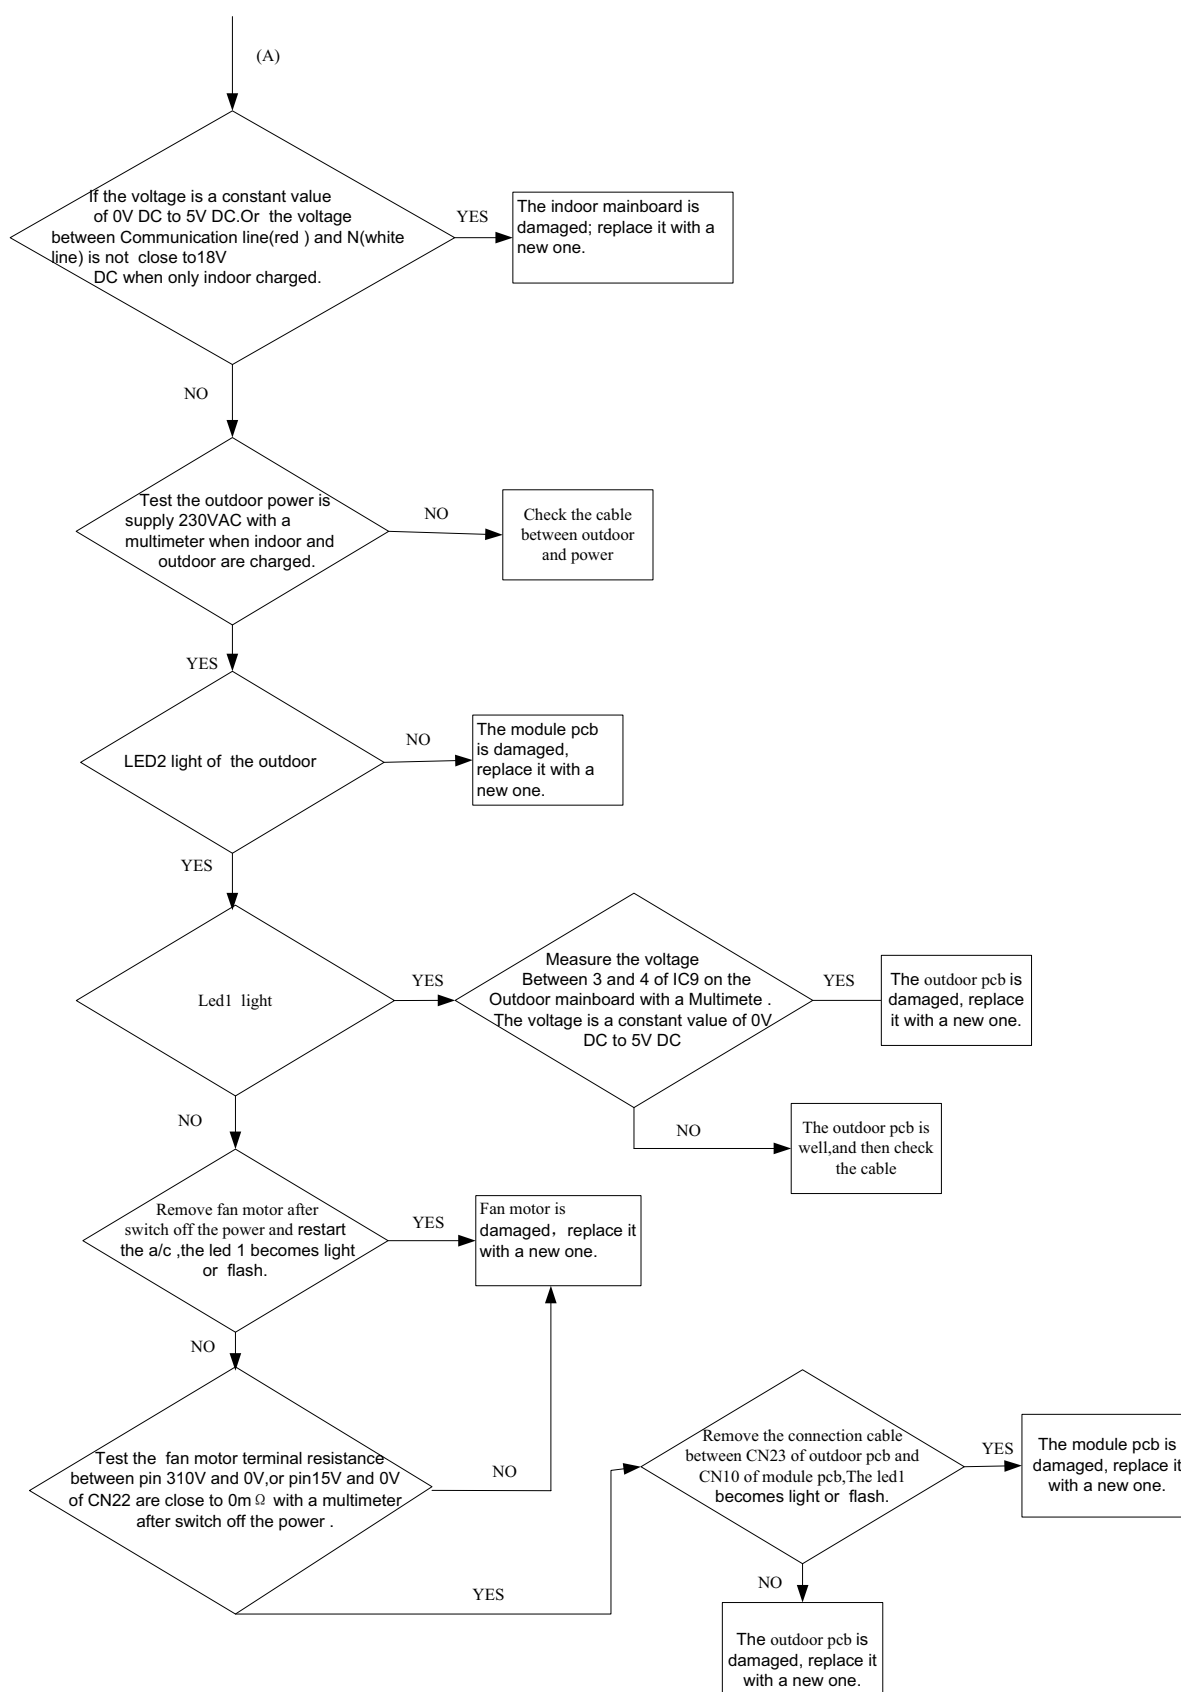 (A)
If the voltage is a constant value
of 0V DC to 5V DC.Or the voltage
between Communication line(red ) and N(white
line) is not close to18V
DC when only indoor charged.
YES
The indoor mainboard is
damaged; replace it with a
new one.
NO
Test the outdoor power is
supply 230VAC with a
multimeter when indoor and
outdoor are charged.
NO
Check the cable
between outdoor
and power
YES
LED2 light of the outdoor
NO
The module pcb
is damaged,
replace it with a
new one.
YES
Led1 light
YES
Measure the voltage
Between 3 and 4 of IC9 on the
Outdoor mainboard with a Multimete .
The voltage is a constant value of 0V
DC to 5V DC
YES
The outdoor pcb is
damaged, replace
it with a new one.
NO
The outdoor pcb is
well,and then check
the cable
NO
Remove fan motor after
switch off the power and restart
the a/c ,the led 1 becomes light
or flash.
YES
Fan motor is
damaged，replace it
with a new one.
NO
Test the fan motor terminal resistance
between pin 310V and 0V,or pin15V and 0V
of CN22 are close to 0mΩ with a multimeter
after switch off the power .
NO
YES
Remove the connection cable
between CN23 of outdoor pcb and
CN10 of module pcb,The led1
becomes light or flash.
YES
The module pcb is
damaged, replace it
with a new one.
NO
The outdoor pcb is
damaged, replace it
with a new one.